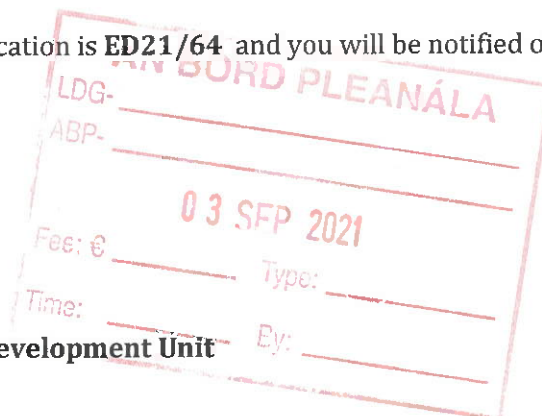 cation is ED21/64 and you will be notified o
AN BORD PLEANÁLA
LDG-
ABP-
03 SEP 2021
Fee: € Type:
Time: By:
evelopment Unit